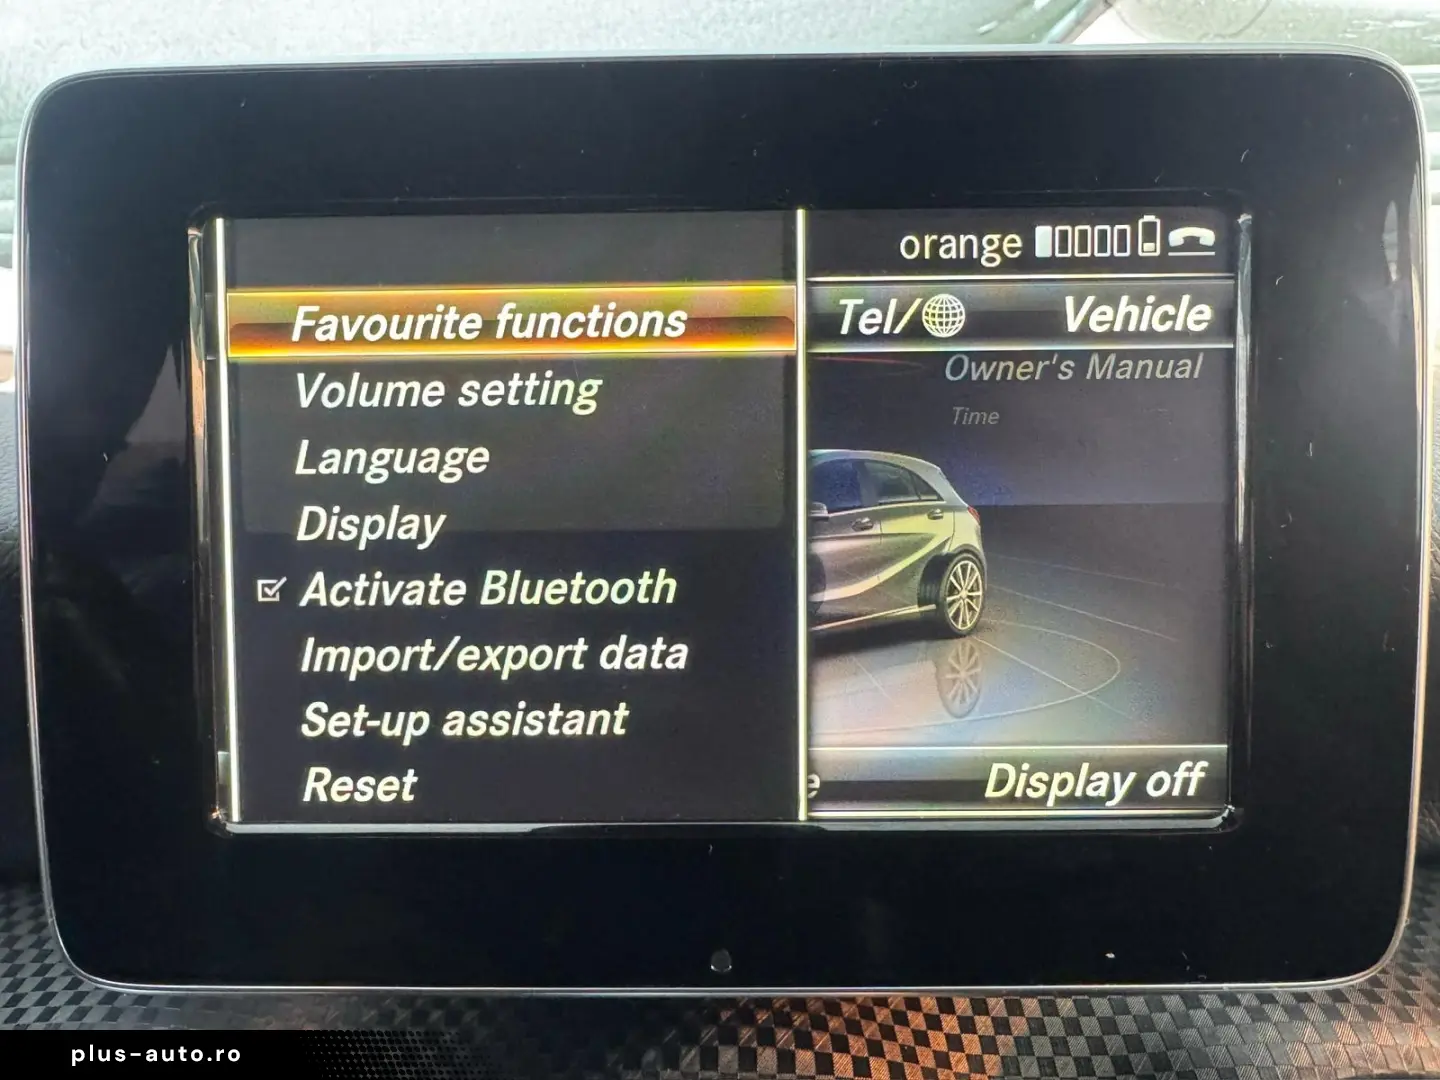 orange
Favourite functions
Tel/ Vehicle
Volume setting
Owner's Manual
Time
Language
Display
Activate Bluetooth
Import/export data
Set-up assistant
Reset
e Display off
plus-auto.ro